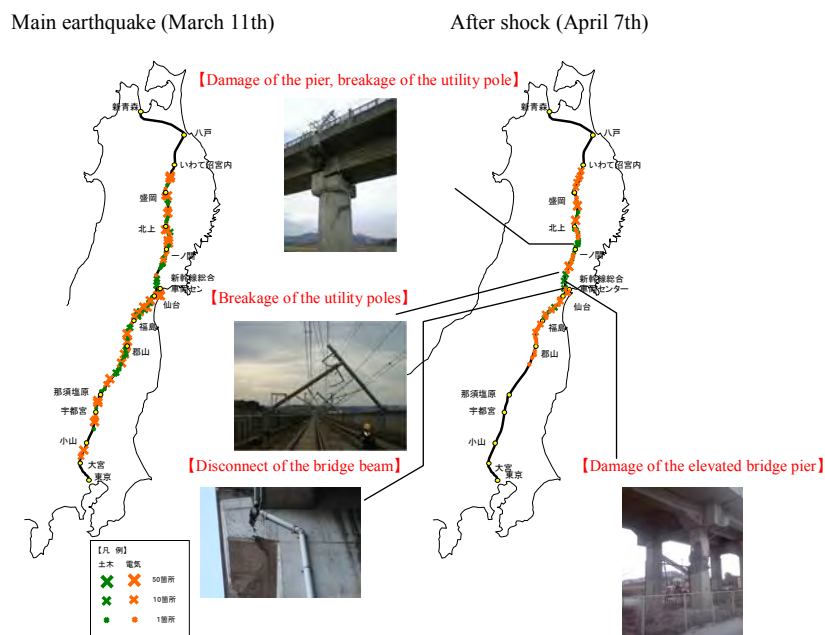 Main earthquake (March 11th)
After shock (April 7th)
【Damage of the pier, breakage of the utility pole】
新青森
八戸
いわて沼宮内
盛岡
北上
一ノ関
新幹線総合
仙台
福島
郡山
那須塩原
宇都宮
小山
大宮
東京
【Breakage of the utility poles】
【Disconnect of the bridge beam】
新青森
八戸
いわて沼宮内
盛岡
北上
一ノ関
新幹線総合
車両センター
仙台
福島
郡山
那須塩原
宇都宮
小山
大宮
東京
【Damage of the elevated bridge pier】
【凡 例】
土木 電気
50箇所
10箇所
1箇所